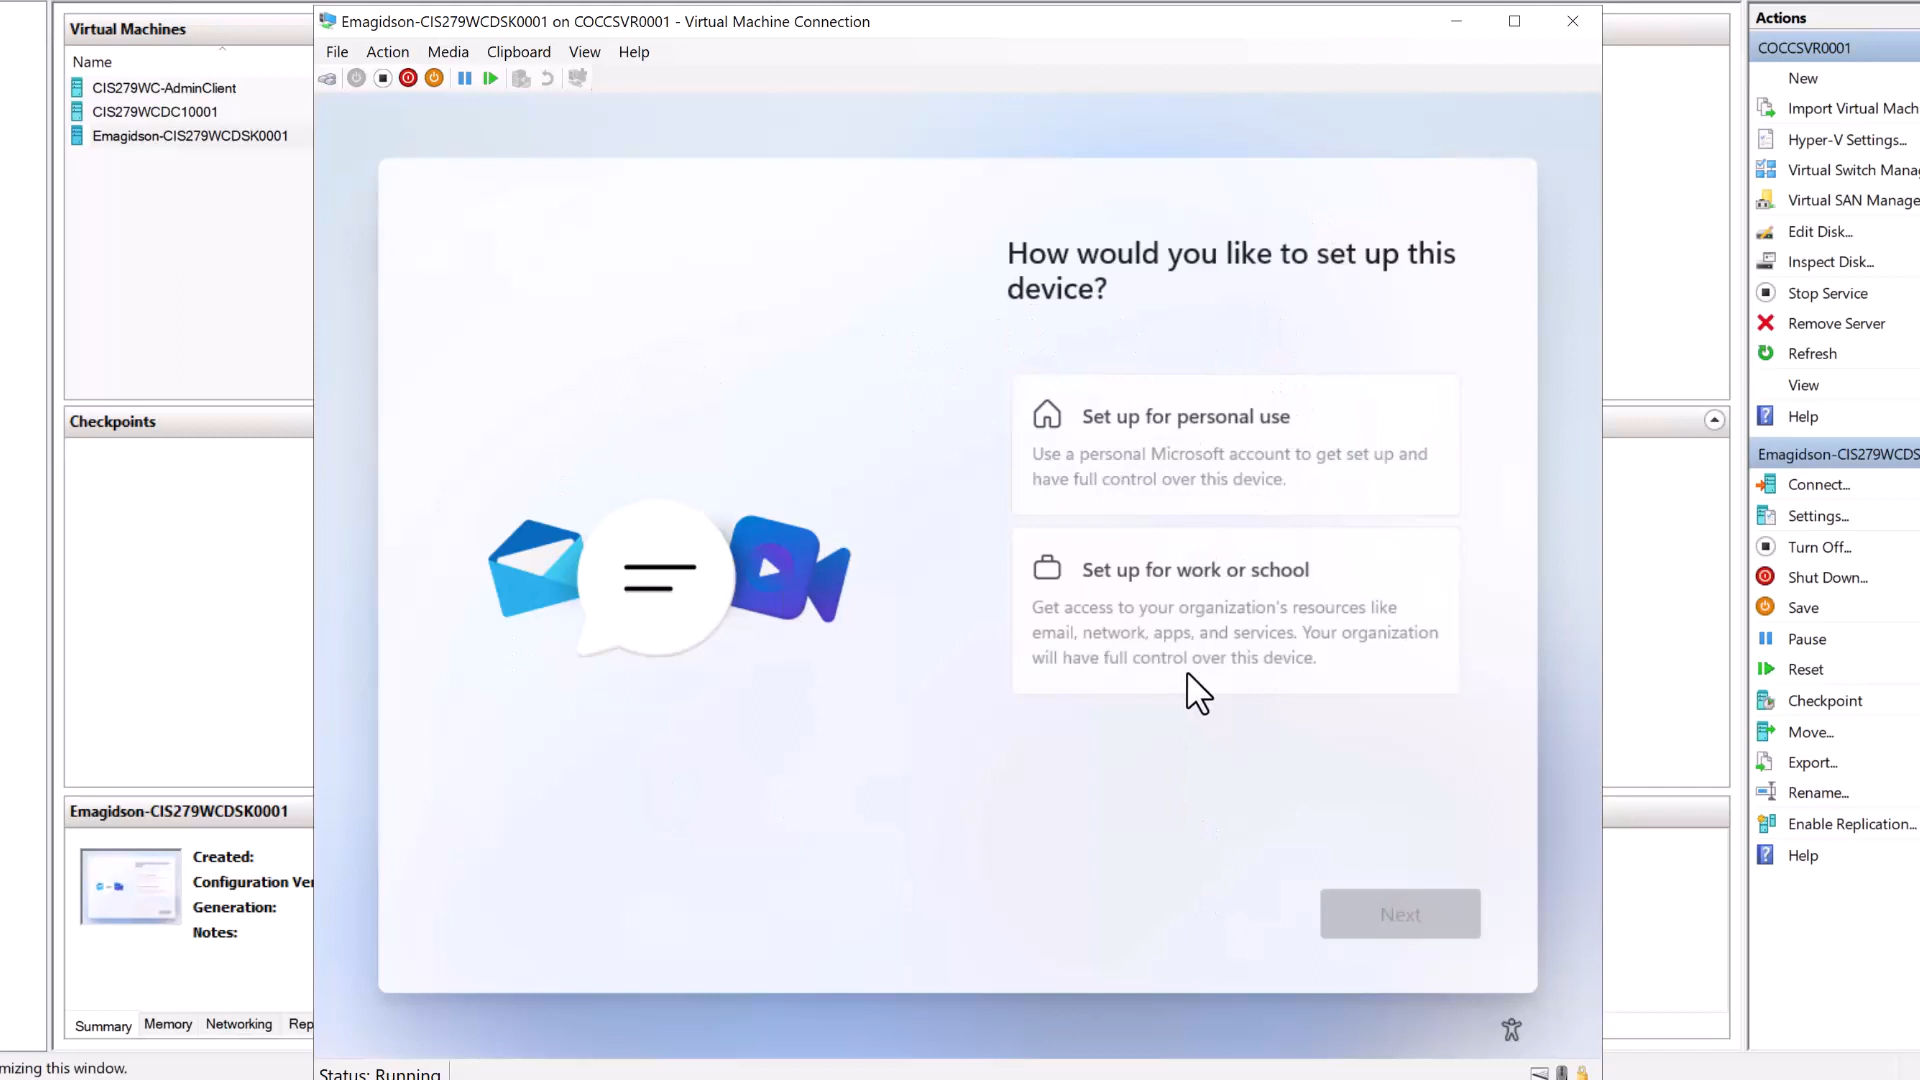 Virtual Machines
Name
CIS279WC-AdminClient
CIS279WCDC10001
Emagidson-CIS279WCDSK0001
Checkpoints
Emagidson-CIS279WCDSK0001
Created:
Configuration Ver
Generation:
Notes:
Summary Memory Networking Rep
mizing this window.
Emagidson-CIS279WCDSK0001 on COCCSVR0001 - Virtual Machine Connection
File Action Media Clipboard View Help
How would you like to set up this
device?
Set up for personal use
Use a personal Microsoft account to get set up and
have full control over this device.
Set up for work or school
Get access to your organization's resources like
email, network, apps, and services. Your organization
will have full control over this device.
Next
Status: Running
Actions
COCCSVR0001
New
Import Virtual Mach
Hyper-V Settings...
Virtual Switch Mana
Virtual SAN Manage
Edit Disk...
Inspect Disk...
Stop Service
Remove Server
Refresh
View
Help
Emagidson-CIS279WCDS
Connect...
Settings...
Turn Off...
Shut Down...
Save
Pause
Reset
Checkpoint
Move...
Export...
Rename...
Enable Replication...
Help